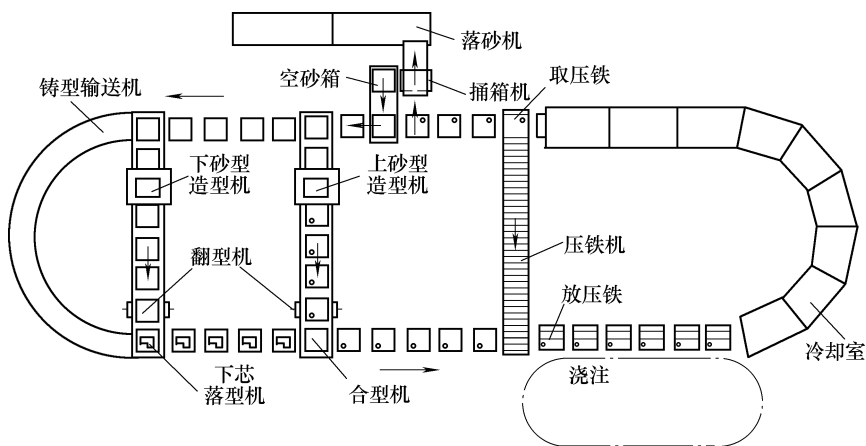 落砂机
空砂箱
捅箱机
取压铁
铸型输送机
下砂型
造型机
上砂型
造型机
翻型机
压铁机
放压铁
冷却室
下芯
落型机
合型机
浇注